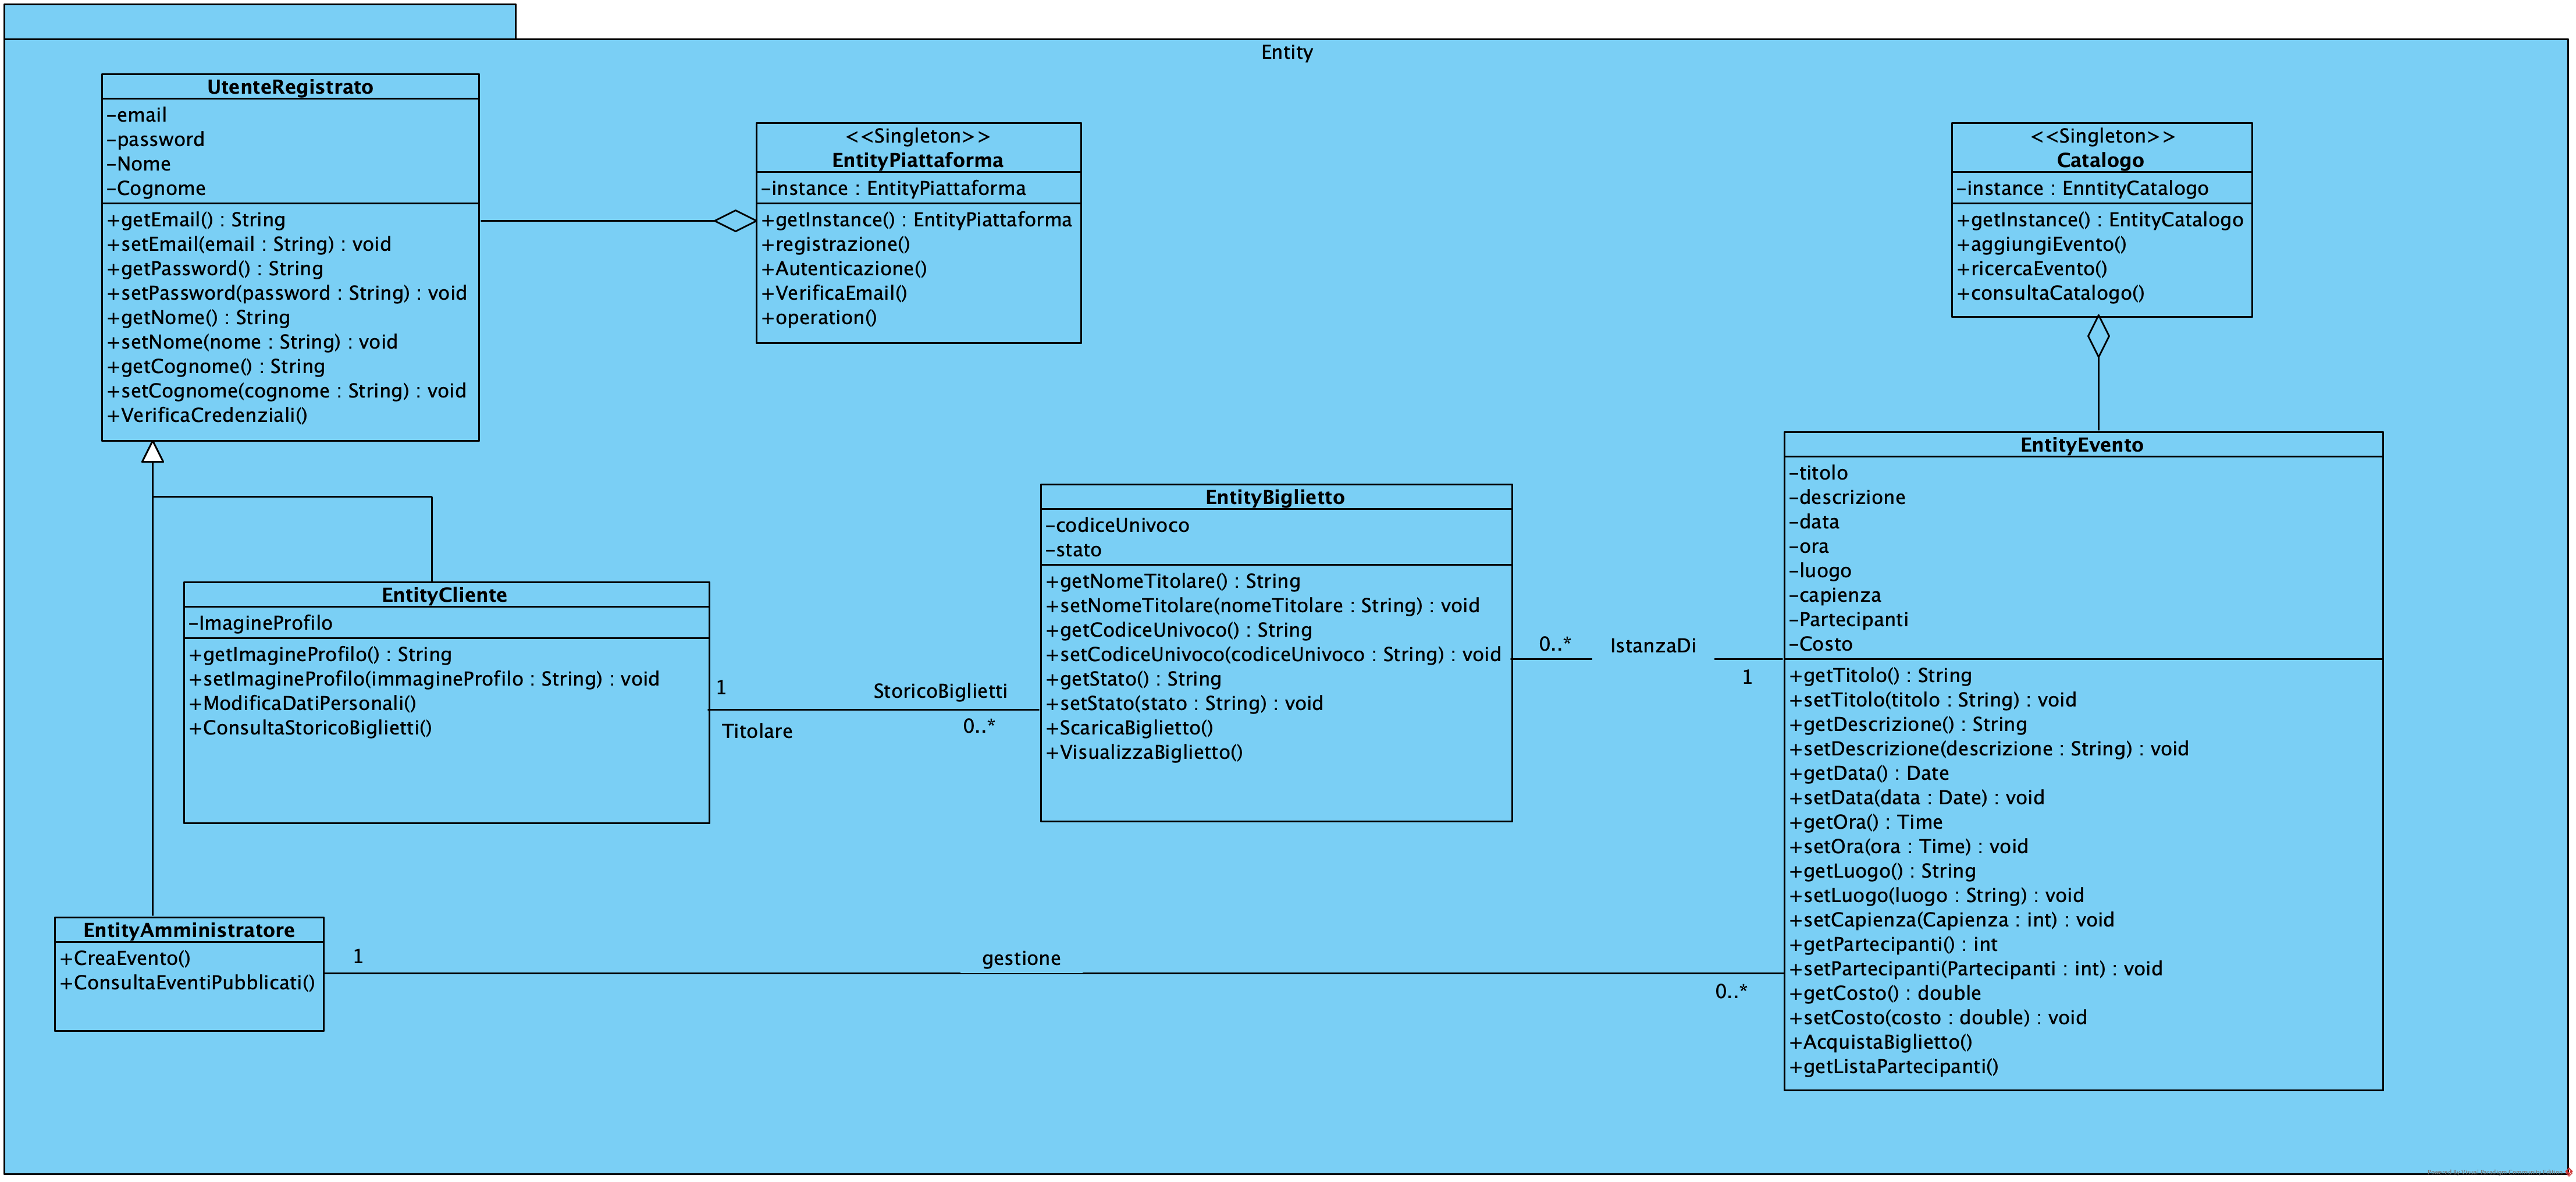 Entity
UtenteRegistrato
-email
-password
-Nome
-Cognome
+getEmail() : String
+setEmail(email : String) : void
+getPassword() : String
+setPassword(password : String) : void
+getNome() : String
+setNome(nome : String) : void
+getCognome() : String
+setCognome(cognome : String) : void
+VerificaCredenziali()
<<Singleton>>
EntityPiattaforma
-instance : EntityPiattaforma
+getInstance() : EntityPiattaforma
+registrazione()
+Autenticazione()
+VerificaEmail()
+operation()
<<Singleton>>
Catalogo
-instance : EnntityCatalogo
+getInstance() : EntityCatalogo
+aggiungiEvento()
+ricercaEvento()
+consultaCatalogo()
EntityCliente
-ImagineProfilo
+getImagineProfilo() : String
+setImagineProfilo(immagineProfilo : String) : void
+ModificaDatiPersonali()
+ConsultaStoricoBiglietti()
1
Titolare
StoricoBiglietti
0..*
EntityBiglietto
-codiceUnivoco
-stato
+getNomeTitolare() : String
+setNomeTitolare(nomeTitolare : String) : void
+getCodiceUnivoco() : String
+setCodiceUnivoco(codiceUnivoco : String) : void
+getStato() : String
+setStato(stato : String) : void
+ScaricaBiglietto()
+VisualizzaBiglietto()
0..*
IstanzaDi
1
EntityEvento
-titolo
-descrizione
-data
-ora
-luogo
-capienza
-Partecipanti
-Costo
+getTitolo() : String
+setTitolo(titolo : String) : void
+getDescrizione() : String
+setDescrizione(descrizione : String) : void
+getData() : Date
+setData(data : Date) : void
+getOra() : Time
+setOra(ora : Time) : void
+getLuogo() : String
+setLuogo(luogo : String) : void
+setCapienza(Capienza : int) : void
+getPartecipanti() : int
+setPartecipanti(Partecipanti : int) : void
+getCosto() : double
+setCosto(costo : double) : void
+AcquistaBiglietto()
+getListaPartecipanti()
EntityAmministratore
+CreaEvento()
+ConsultaEventiPubblicati()
1
gestione
0..*
Powered By Visual Paradigm Community Edition